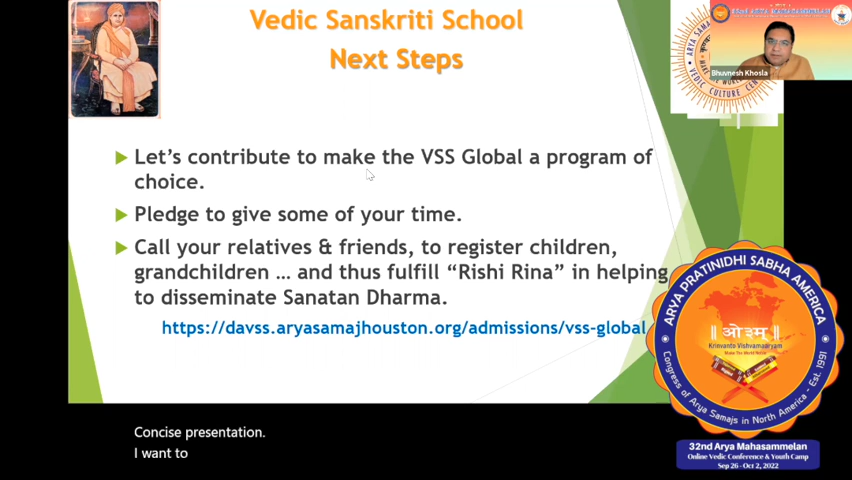 Vedic Sanskriti School
Next Steps
Let's contribute to make the VSS Global a program of
choice.
Pledge to give some of your time.
Call your relatives & friends, to register children,
grandchildren ... and thus fulfill “Rishi Rina” in helping
to disseminate Sanatan Dharma.
https://davss.aryasamajhouston.org/admissions/vss-global
Bhuvnesh Khosla
VEDIC CULTURE CEN
ARYA PRATINIDHI SABHA AMERICA
॥ ओ३म् ॥
Krinvanto Vishvamaaryam
Make The World Noble
Congress of Arya Samajs in North America - Est. 1991
32nd Arya Mahasammelan
Online Vedic Conference & Youth Camp
Sep 26 - Oct 2, 2022
Concise presentation.
I want to